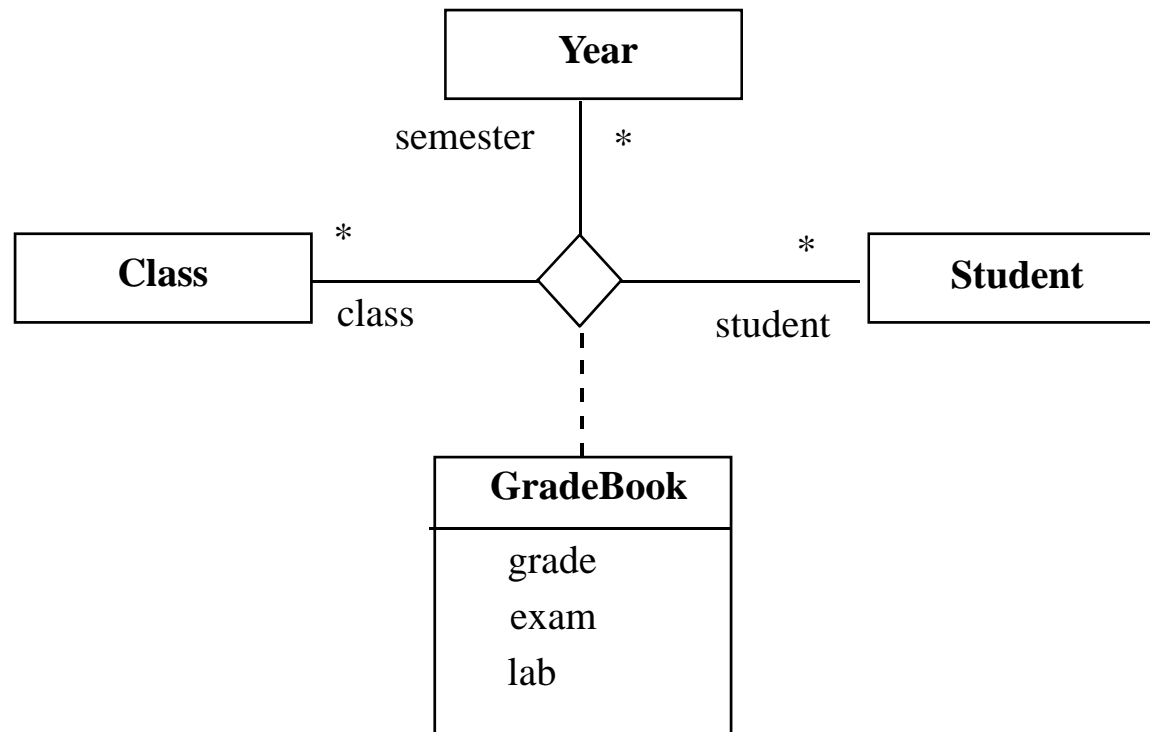 Year
semester
*
*
*
Class
Student
class
student
GradeBook
grade
exam
lab